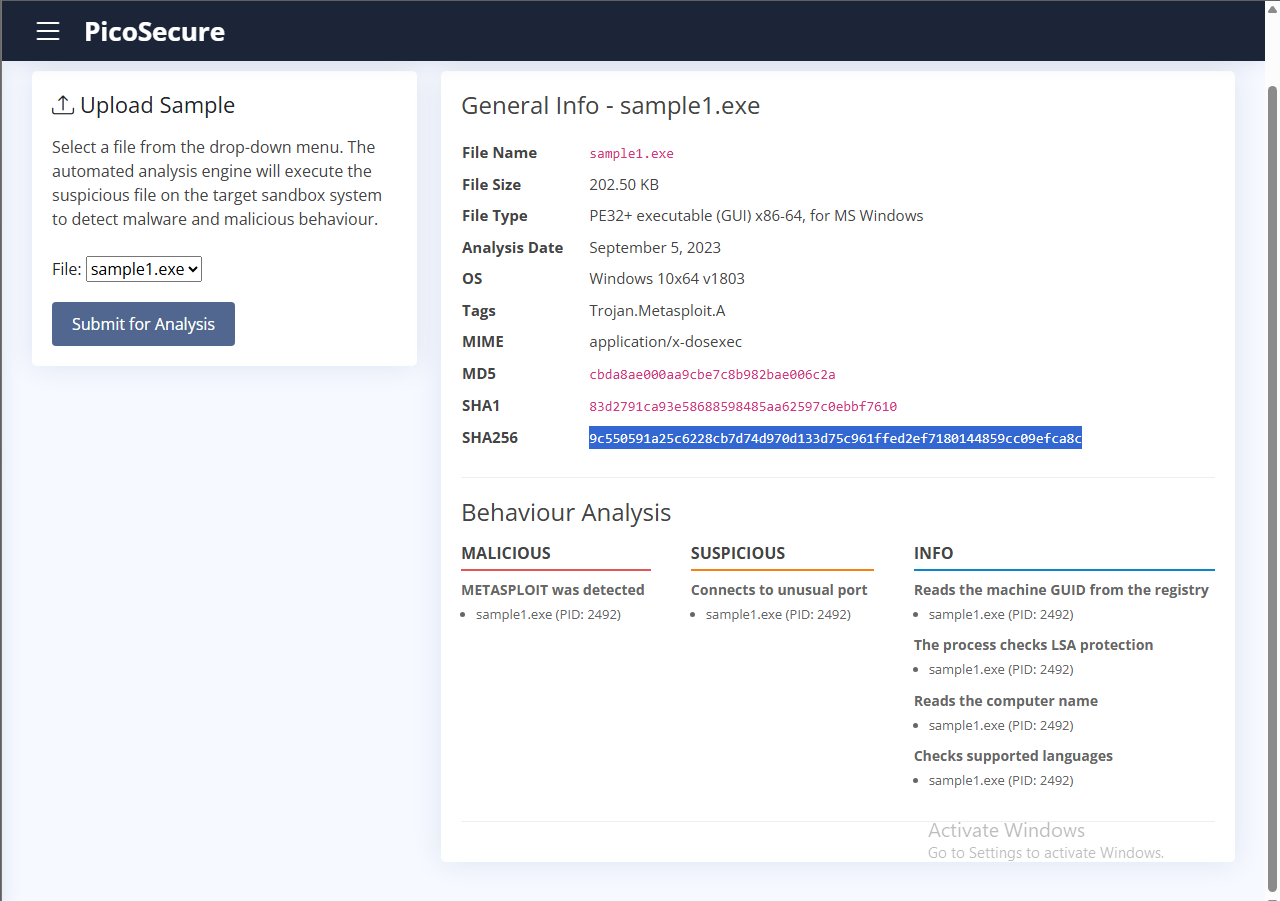 PicoSecure
Upload Sample
Select a file from the drop-down menu. The
automated analysis engine will execute the
suspicious file on the target sandbox system
to detect malware and malicious behaviour.
File: sample1.exe
Submit for Analysis
General Info - sample1.exe
File Name sample1.exe
File Size 202.50 KB
File Type PE32+ executable (GUI) x86-64, for MS Windows
Analysis Date September 5, 2023
OS Windows 10x64 v1803
Tags Trojan.Metasploit.A
MIME application/x-dosexec
MD5 cbda8ae000aa9cbe7c8b982bae006c2a
SHA1 83d2791ca93e58688598485aa62597c0ebbf7610
SHA256 9c550591a25c6228cb7d74d970d133d75c961ffed2ef7180144859cc09efca8c
Behaviour Analysis
MALICIOUS
METASPLOIT was detected
sample1.exe (PID: 2492)
SUSPICIOUS
Connects to unusual port
sample1.exe (PID: 2492)
INFO
Reads the machine GUID from the registry
sample1.exe (PID: 2492)
The process checks LSA protection
sample1.exe (PID: 2492)
Reads the computer name
sample1.exe (PID: 2492)
Checks supported languages
sample1.exe (PID: 2492)
Activate Windows
Go to Settings to activate Windows.